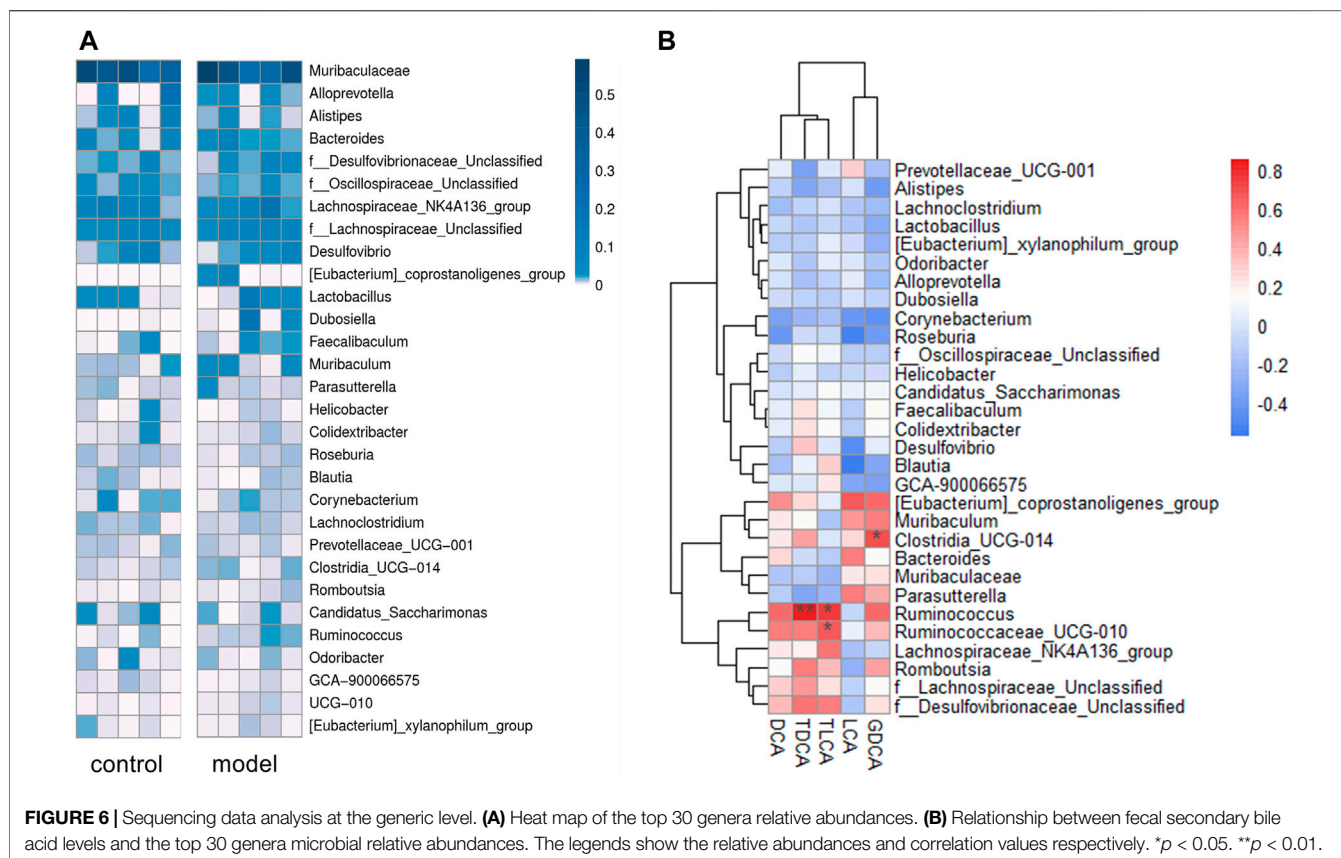 A
Muribaculaceae
Alloprevotella
Alistipes
Bacteroides
f__Desulfovibrionaceae_Unclassified
f__Oscillospiraceae_Unclassified
Lachnospiraceae_NK4A136_group
f__Lachnospiraceae_Unclassified
Desulfovibrio
[Eubacterium]_coprostanoligenes_group
Lactobacillus
Dubosiella
Faecalibaculum
Muribaculum
Parasutterella
Helicobacter
Colidextribacter
Roseburia
Blautia
Corynebacterium
Lachnoclostridium
Prevotellaceae_UCG−001
Clostridia_UCG−014
Romboutsia
Candidatus_Saccharimonas
Ruminococcus
Odoribacter
GCA−900066575
UCG−010
[Eubacterium]_xylanophilum_group
0.5
0.4
0.3
0.2
0.1
0
control
model
B
Prevotellaceae_UCG-001
Alistipes
Lachnoclostridium
Lactobacillus
[Eubacterium]_xylanophilum_group
Odoribacter
Alloprevotella
Dubosiella
Corynebacterium
Roseburia
f__Oscillospiraceae_Unclassified
Helicobacter
Candidatus_Saccharimonas
Faecalibaculum
Colidextribacter
Desulfovibrio
Blautia
GCA-900066575
[Eubacterium]_coprostanoligenes_group
Muribaculum
* Clostridia_UCG-014
Bacteroides
Muribaculaceae
Parasutterella
** * Ruminococcus
* Ruminococcaceae_UCG-010
Lachnospiraceae_NK4A136_group
Romboutsia
f__Lachnospiraceae_Unclassified
f__Desulfovibrionaceae_Unclassified
DCA
TDCA
TLCA
LCA
GDCA
0.8
0.6
0.4
0.2
0
-0.2
-0.4
FIGURE 6 | Sequencing data analysis at the generic level. (A) Heat map of the top 30 genera relative abundances. (B) Relationship between fecal secondary bile
acid levels and the top 30 genera microbial relative abundances. The legends show the relative abundances and correlation values respectively. *p < 0.05. **p < 0.01.